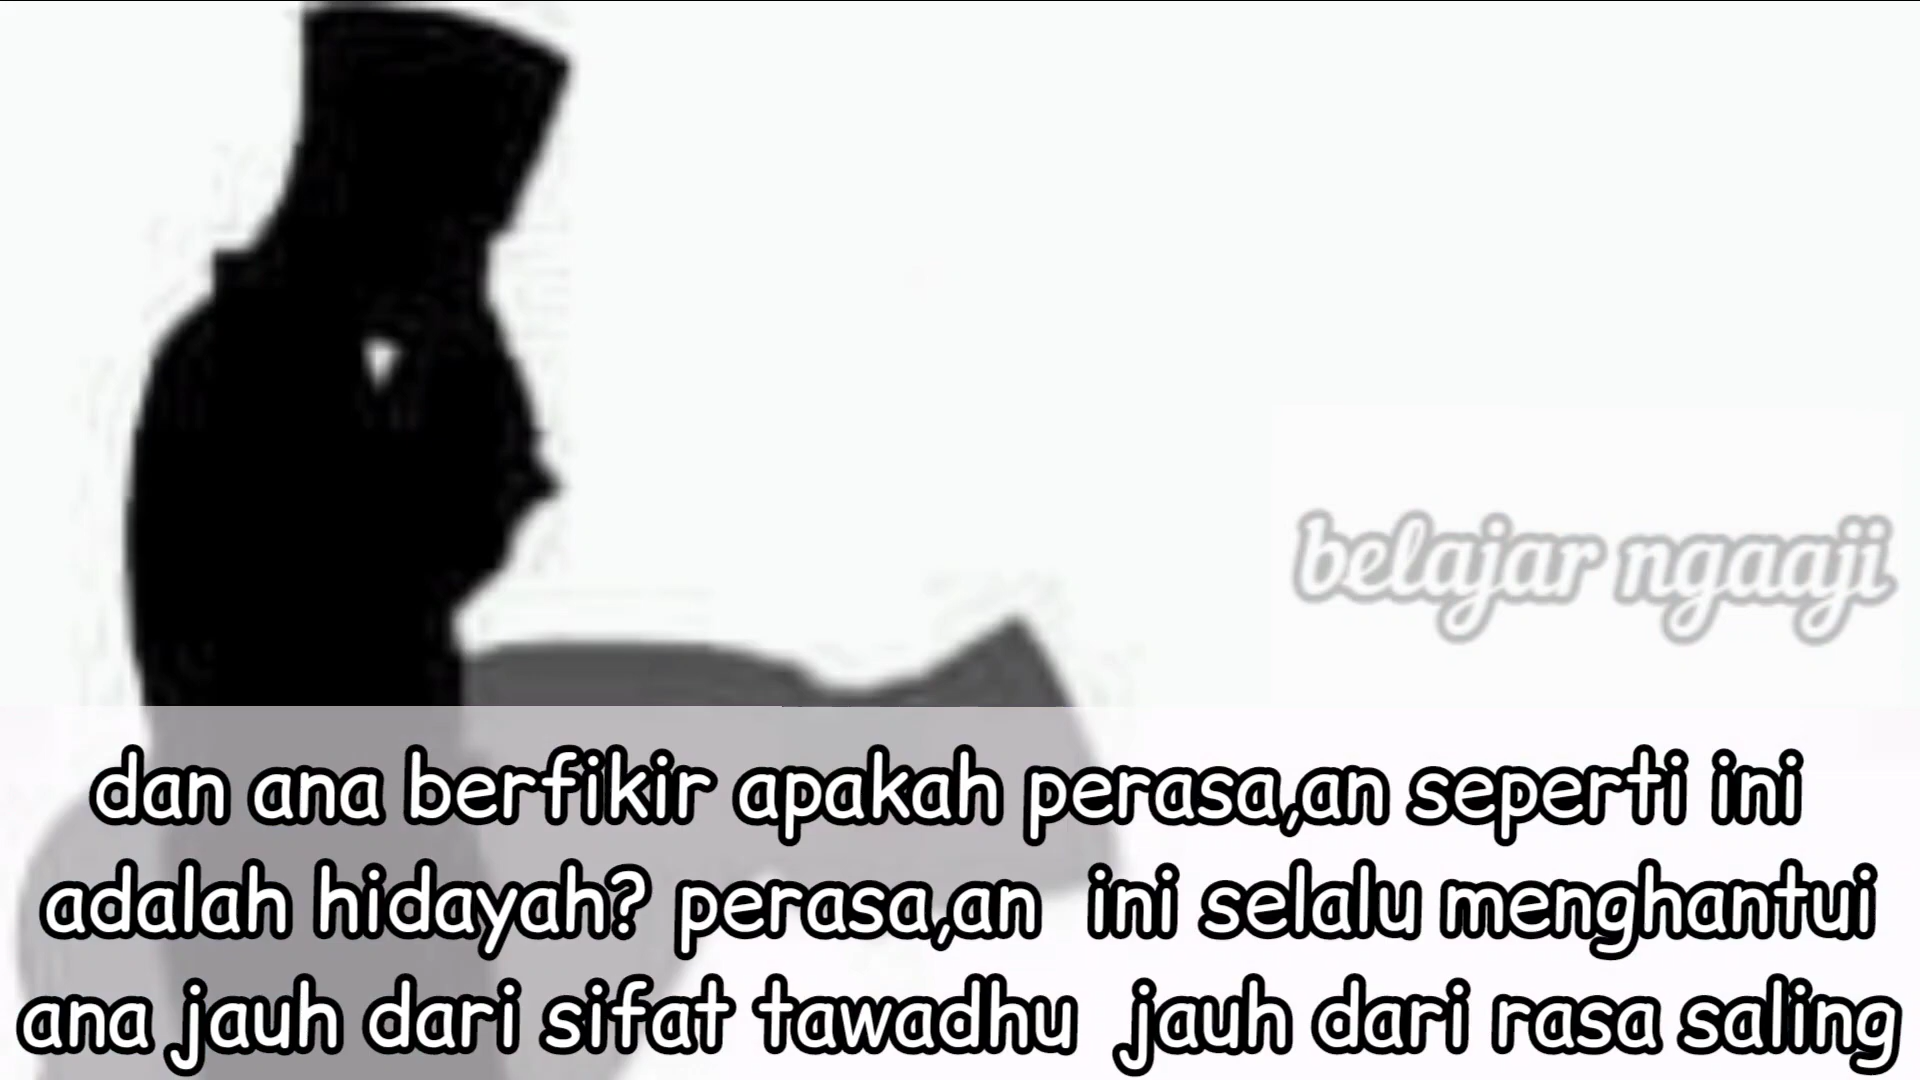 belajar ngaaji
dan ana berfikir apakah perasa,an seperti ini
adalah hidayah? perasa,an ini selalu menghantui
ana jauh dari sifat tawadhu jauh dari rasa saling